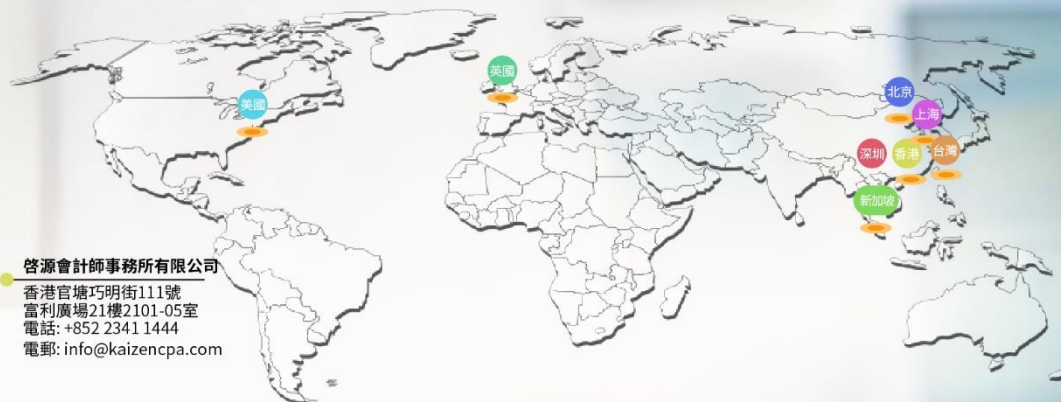 英國
美國
北京
上海
深圳
香港
台灣
新加坡
啓源會計師事務所有限公司
香港官塘巧明街111號
富利廣場21樓2101-05室
電話: +852 2341 1444
電郵: info@kaizencpa.com